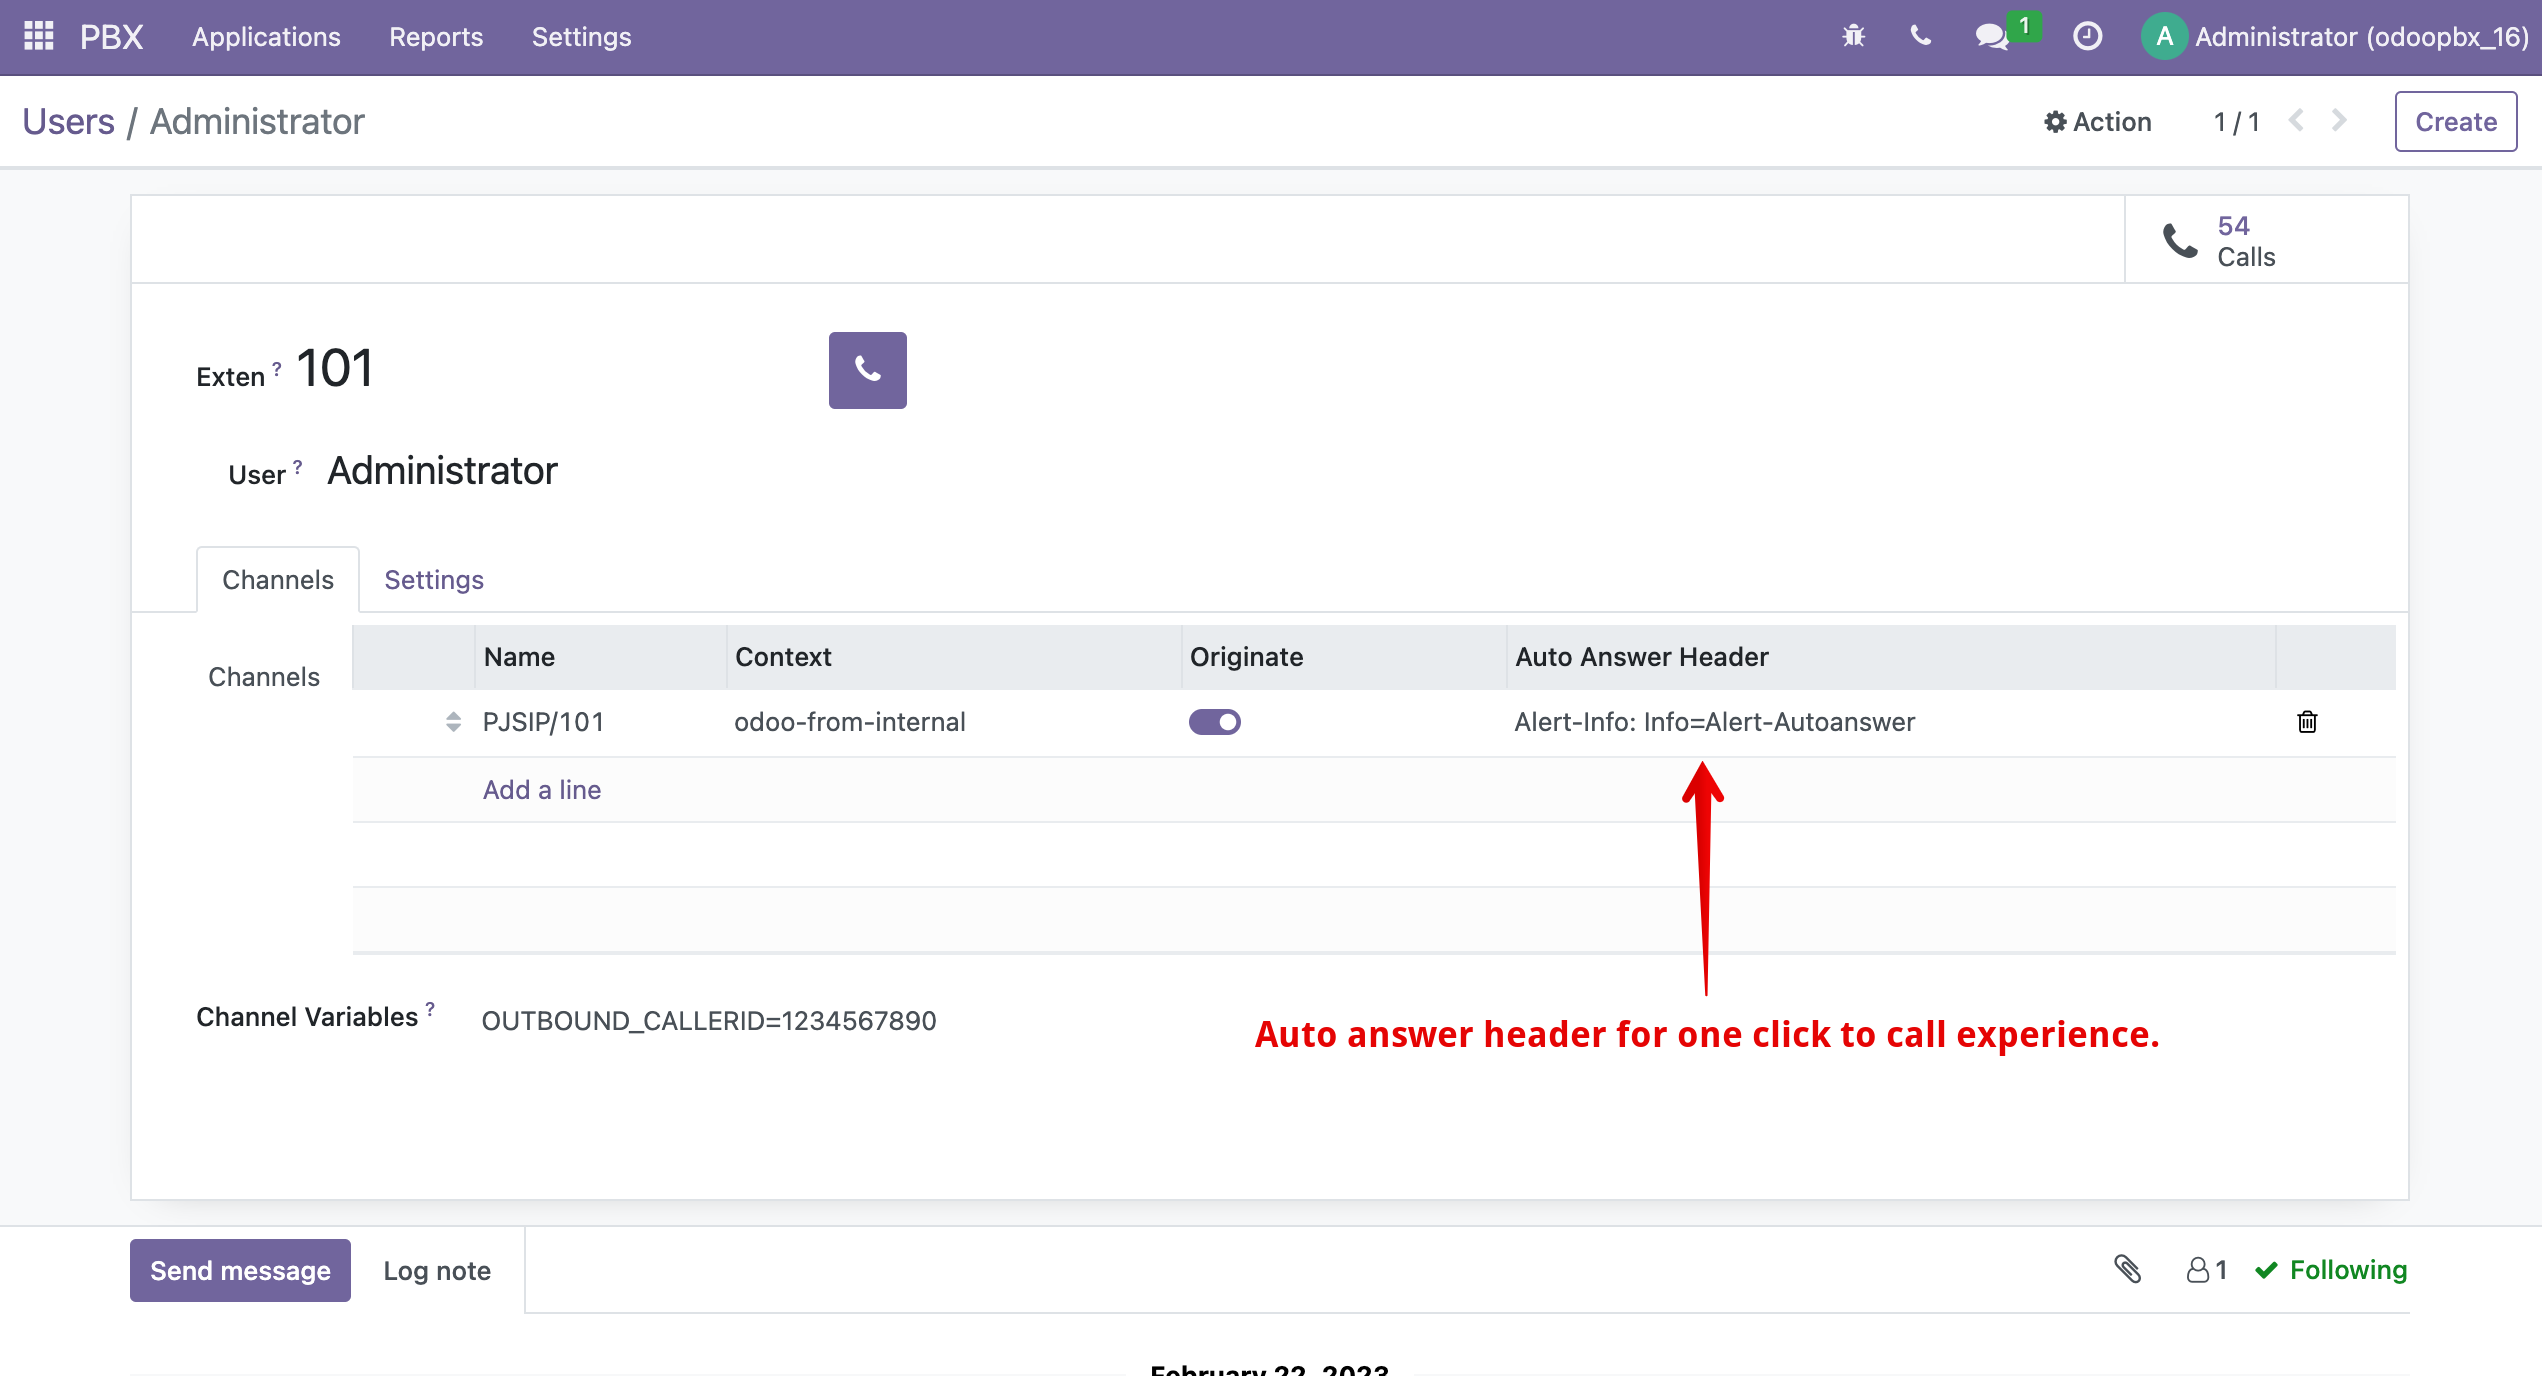 PBX Applications Reports Settings 1 A Administrator (odoopbx_16)
Users / Administrator Action 1 / 1 Create
54
Calls
Exten ? 101
User ? Administrator
Channels Settings
Channels Name Context Originate Auto Answer Header
PJSIP/101 odoo-from-internal Alert-Info: Info=Alert-Autoanswer
Add a line
Channel Variables ? OUTBOUND_CALLERID=1234567890
Auto answer header for one click to call experience.
Send message Log note 1 Following
February 22, 2023